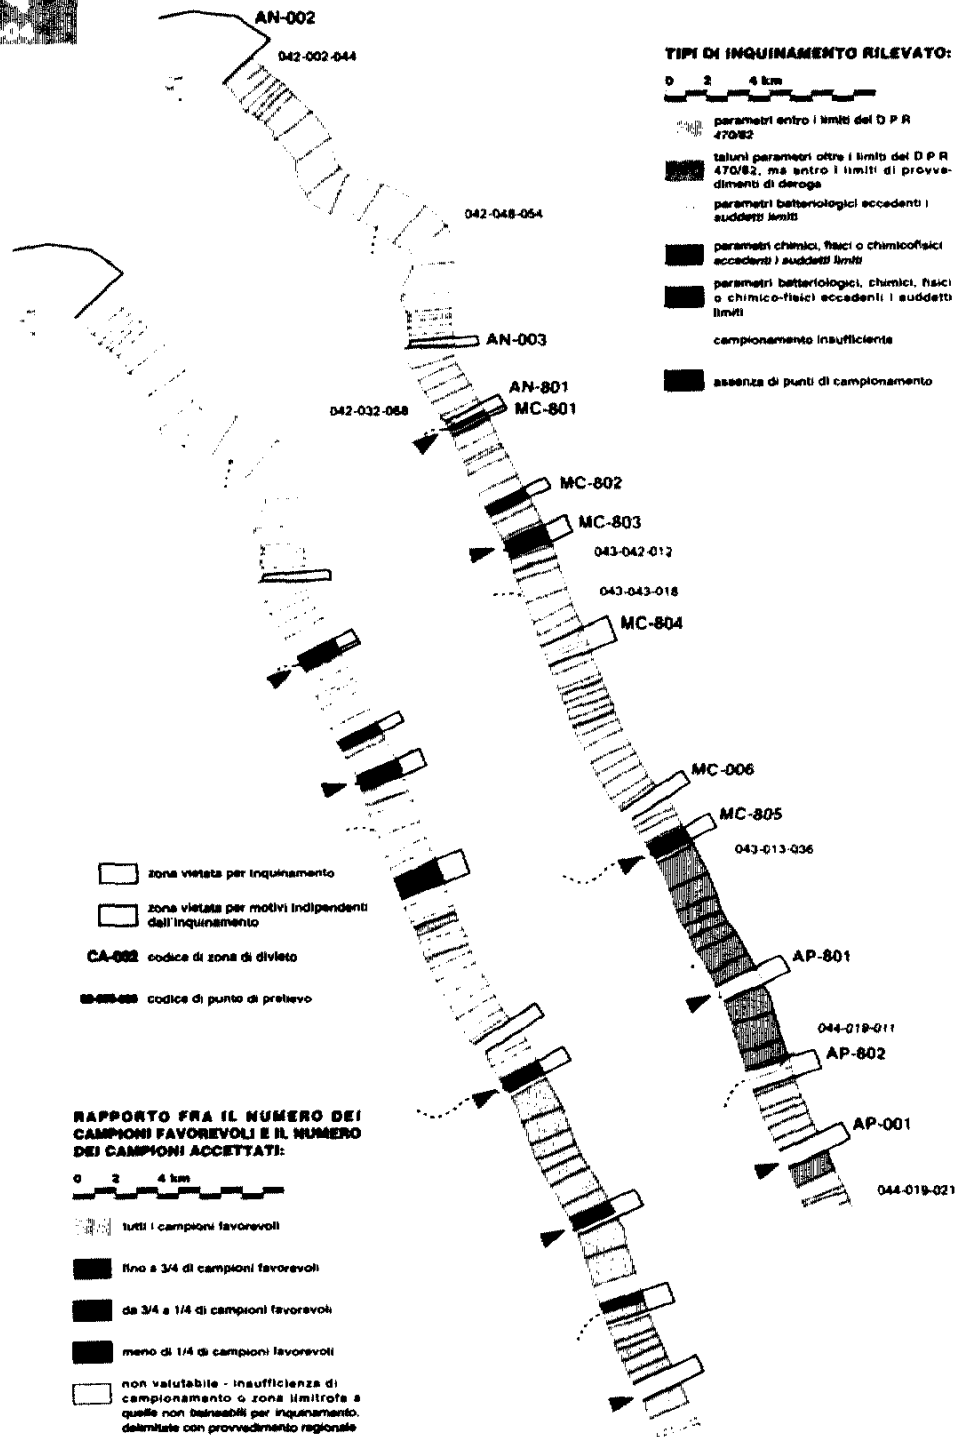 AN-002
042-002-044
TIPI DI INQUINAMENTO RILEVATO:
0 2 4 km
parametri entro i limiti del D P R
470/82
taluni parametri oltre i limiti del D P R
470/82, ma entro i limiti di provve-
dimenti di deroga
parametri batteriologici eccedenti i
suddetti limiti
parametri chimici, fisici o chimicofisici
eccedenti i suddetti limiti
parametri batteriologici, chimici, fisici
o chimico-fisici eccedenti i suddetti
limiti
campionamento insufficiente
assenza di punti di campionamento
042-048-054
AN-003
AN-801
042-032-068
MC-801
MC-802
MC-803
043-042-012
043-043-018
MC-804
MC-006
MC-805
043-013-036
zona vietata per inquinamento
zona vietata per motivi indipendenti
dall'inquinamento
CA-002 codice di zona di divieto
codice di punto di prelievo
AP-801
044-019-011
AP-802
AP-001
044-019-021
RAPPORTO FRA IL NUMERO DEI
CAMPIONI FAVOREVOLI E IL NUMERO
DEI CAMPIONI ACCETTATI:
0 2 4 km
tutti i campioni favorevoli
fino a 3/4 di campioni favorevoli
da 3/4 a 1/4 di campioni favorevoli
meno di 1/4 di campioni favorevoli
non valutabile - insufficienza di
campionamento o zona limitrofa a
quelle non balneabili per inquinamento,
delimitate con provvedimento regionale